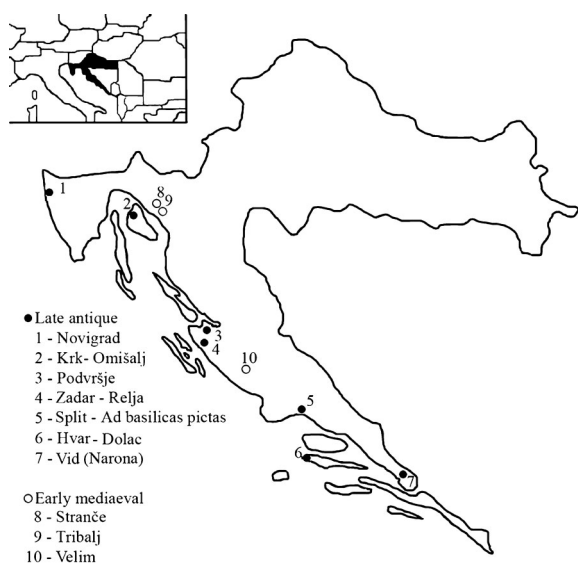 1
8
9
2
3
4
10
5
6
7
Late antique
1 - Novigrad
2 - Krk- Omišalj
3 - Podvršje
4 - Zadar - Relja
5 - Split - Ad basilicas pictas
6 - Hvar - Dolac
7 - Vid (Narona)
Early mediaeval
8 - Stranče
9 - Tribalj
10 - Velim